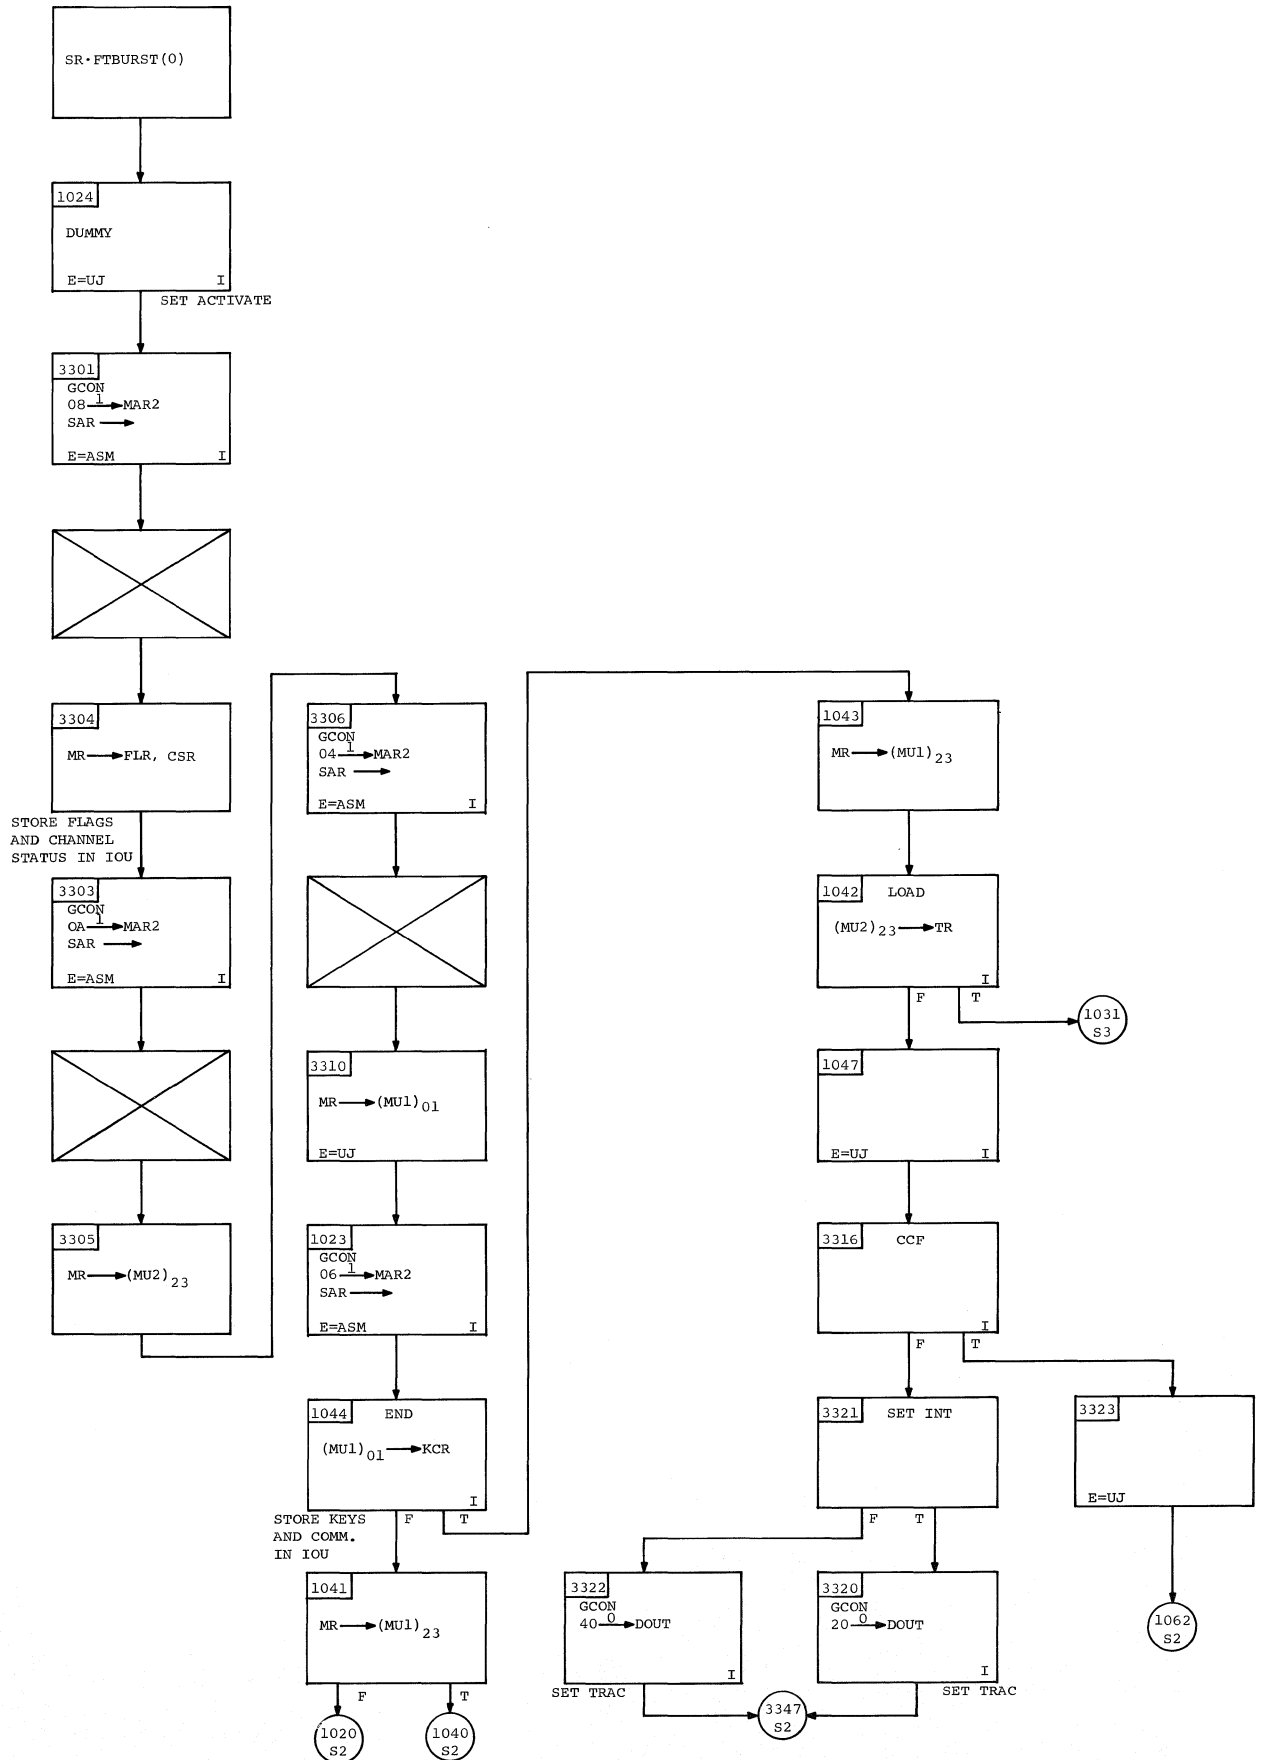 SR·FTBURST(0)
1024
DUMMY
E=UJ I
SET ACTIVATE
3301
GCON
08 1 MAR2
SAR
E=ASM I
3304
MR FLR, CSR
STORE FLAGS
AND CHANNEL
STATUS IN IOU
3303
GCON
0A 1 MAR2
SAR
E=ASM I
3305
MR (MU2)23
3306
GCON
04 1 MAR2
SAR
E=ASM I
3310
MR (MU1)01
E=UJ
1023
GCON
06 1 MAR2
SAR
E=ASM I
1044 END
(MU1)01 KCR
I
STORE KEYS F T
AND COMM.
IN IOU
1041
MR (MU1)23
F T
1020
S2
1040
S2
1043
MR (MU1)23
1042 LOAD
(MU2)23 TR
I
F T
1031
S3
1047
E=UJ I
3316 CCF
I
F T
3321 SET INT
F T
3323
E=UJ
1062
S2
3322
GCON
40 0 DOUT
I
SET TRAC
3320
GCON
20 0 DOUT
I
SET TRAC
3347
S2